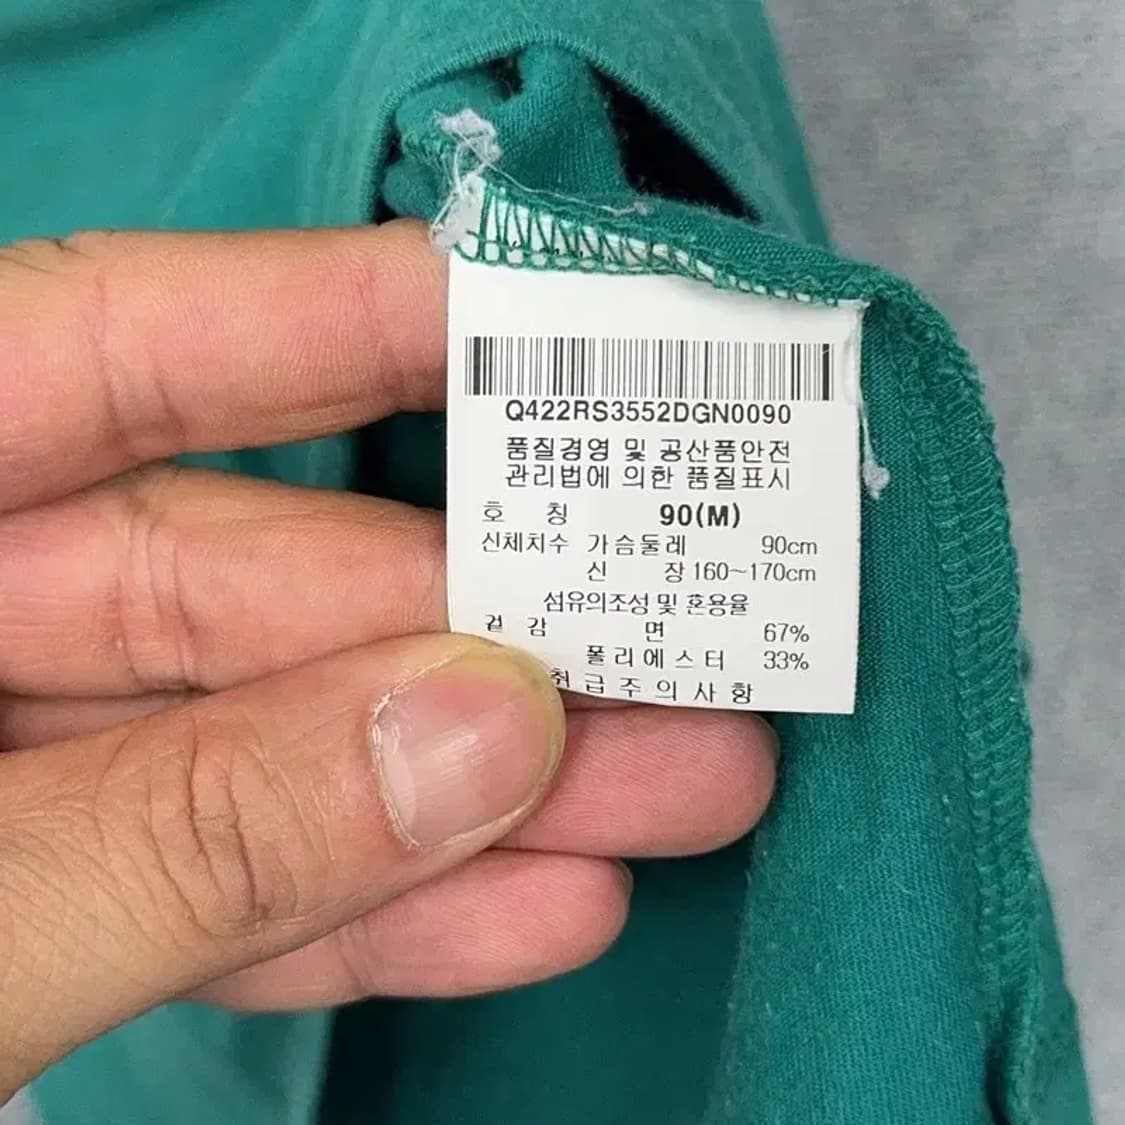 Q422RS3552DGN0090
품질경영 및 공산품안전
관리법에 의한 품질표시
호 칭 90(M)
신체치수 가슴둘레 90cm
신 장 160~170cm
섬유의조성 및 혼용율
겉 감 면 67%
폴리에스터 33%
취급주의사항